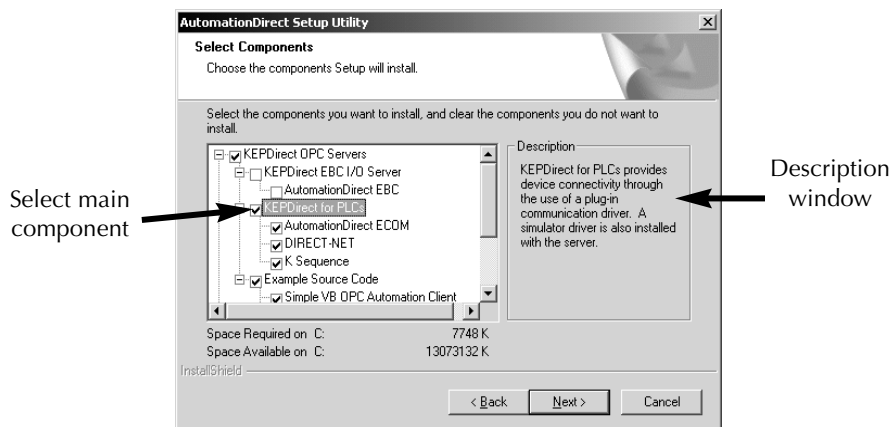 AutomationDirect Setup Utility
Select Components
Choose the components Setup will install.
Select the components you want to install, and clear the components you do not want to
install.
KEPDirect OPC Servers
KEPDirect EBC I/O Server
AutomationDirect EBC
KEPDirect for PLCs
AutomationDirect ECOM
DIRECT-NET
K Sequence
Example Source Code
Simple VB OPC Automation Client
Description
KEPDirect for PLCs provides
device connectivity through
the use of a plug-in
communication driver. A
simulator driver is also installed
with the server.
Select main
component
Description
window
Space Required on C: 7748 K
Space Available on C: 13073132 K
InstallShield
< Back
Next >
Cancel